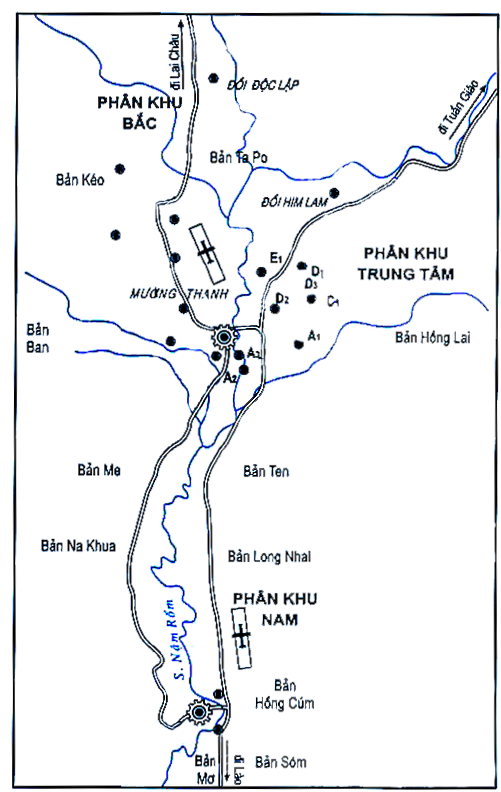 đi Lai Châu
ĐỒI ĐỘC LẬP
PHÂN KHU
BẮC
đi Tuần Giáo
Bản Ta Po
Bản Kéo
ĐỒI HIM LAM
PHÂN KHU
TRUNG TÂM
E1
D1
D3
C1
D2
MƯỜNG THANH
Bản
Ban
A1
Bản Hồng Lai
A3
A2
Bản Mẹ
Bản Ten
Bản Na Khua
Bản Long Nhai
PHÂN KHU
NAM
S. Nậm Rốm
Bản
Hồng Cúm
Bản
Mơ
đi Lào
Bản Sóm